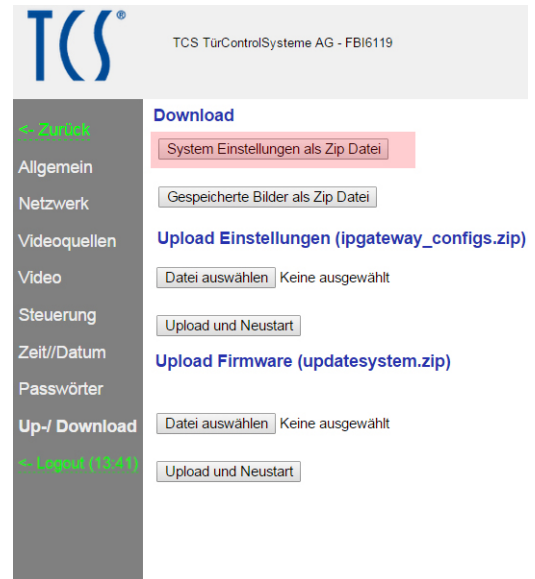 TCS®
TCS TürControlSysteme AG - FBI6119
<- Zurück
Allgemein
Netzwerk
Videoquellen
Video
Steuerung
Zeit//Datum
Passwörter
Up-/ Download
<- Logout (13:41)
Download
System Einstellungen als Zip Datei
Gespeicherte Bilder als Zip Datei
Upload Einstellungen (ipgateway_configs.zip)
Datei auswählen Keine ausgewählt
Upload und Neustart
Upload Firmware (updatesystem.zip)
Datei auswählen Keine ausgewählt
Upload und Neustart